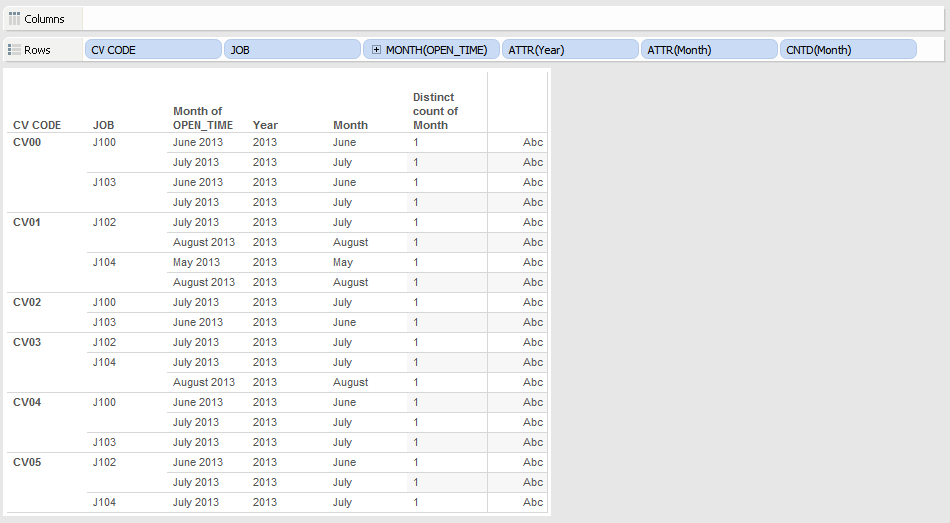 Columns
Rows CV CODE JOB MONTH(OPEN_TIME) ATTR(Year) ATTR(Month) CNTD(Month)
Distinct
Month of count of
CV CODE JOB OPEN_TIME Year Month Month
CV00 J100 June 2013 2013 June 1 Abc
July 2013 2013 July 1 Abc
J103 June 2013 2013 June 1 Abc
July 2013 2013 July 1 Abc
CV01 J102 July 2013 2013 July 1 Abc
August 2013 2013 August 1 Abc
J104 May 2013 2013 May 1 Abc
August 2013 2013 August 1 Abc
CV02 J100 July 2013 2013 July 1 Abc
J103 June 2013 2013 June 1 Abc
CV03 J102 July 2013 2013 July 1 Abc
J104 July 2013 2013 July 1 Abc
August 2013 2013 August 1 Abc
CV04 J100 June 2013 2013 June 1 Abc
July 2013 2013 July 1 Abc
J103 July 2013 2013 July 1 Abc
CV05 J102 June 2013 2013 June 1 Abc
July 2013 2013 July 1 Abc
J104 July 2013 2013 July 1 Abc